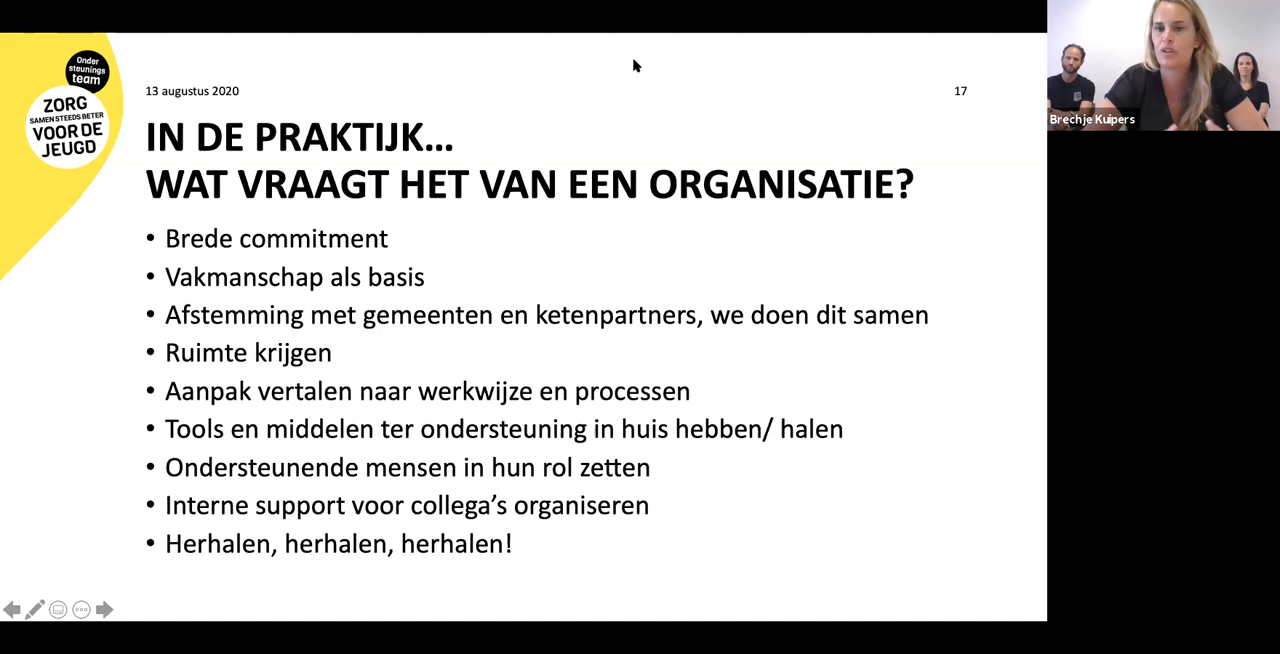 Onder
steunings
team
ZORG
SAMEN STEEDS BETER
VOOR DE
JEUGD
13 augustus 2020
17
IN DE PRAKTIJK…
WAT VRAAGT HET VAN EEN ORGANISATIE?
• Brede commitment
• Vakmanschap als basis
• Afstemming met gemeenten en ketenpartners, we doen dit samen
• Ruimte krijgen
• Aanpak vertalen naar werkwijze en processen
• Tools en middelen ter ondersteuning in huis hebben/ halen
• Ondersteunende mensen in hun rol zetten
• Interne support voor collega’s organiseren
• Herhalen, herhalen, herhalen!
Brechje Kuipers